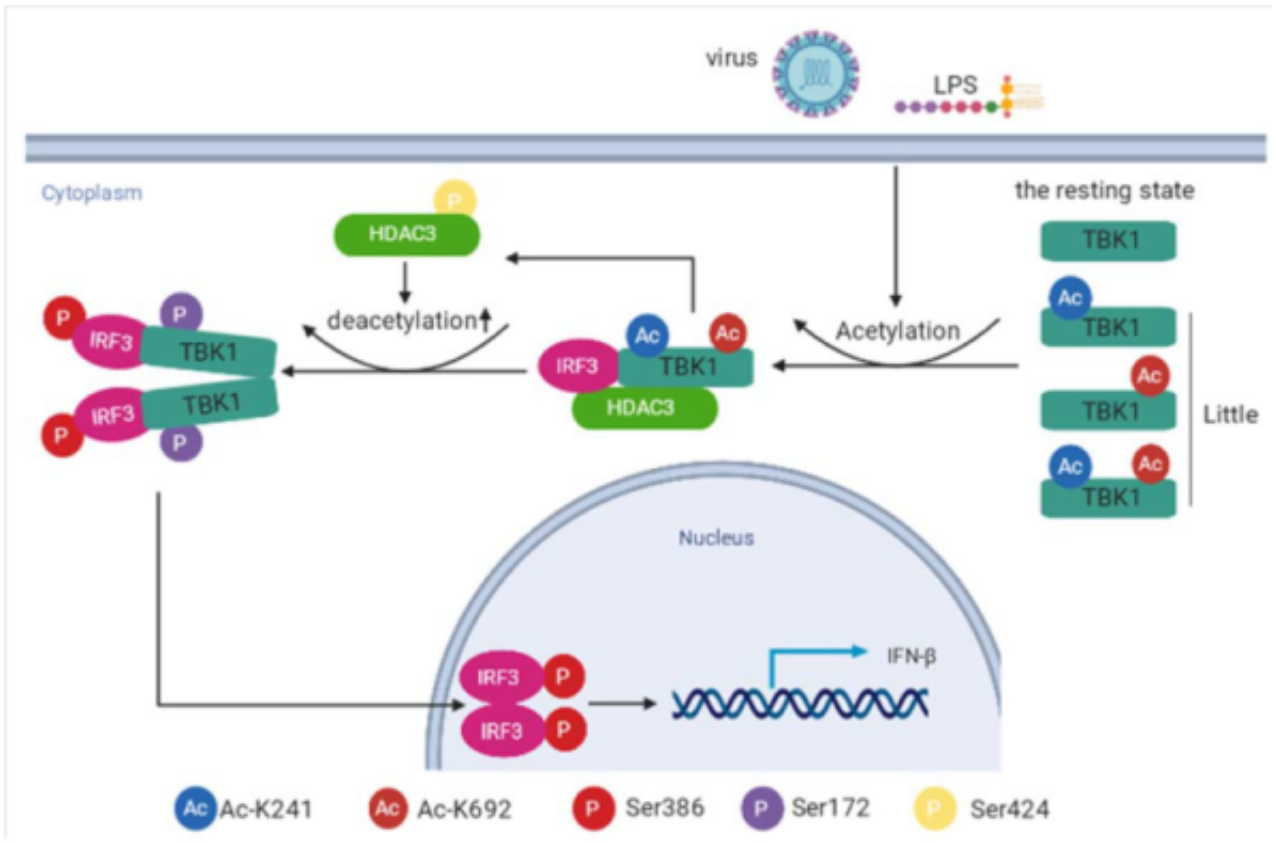 virus
LPS
Cytoplasm
the resting state
P
HDAC3
TBK1
Ac
TBK1
deacetylation
Acetylation
P
P
IRF3
TBK1
Ac
Ac
IRF3
TBK1
HDAC3
Ac
TBK1
Little
IRF3
TBK1
P
P
Ac
Ac
TBK1
Nucleus
IFN-β
IRF3
P
IRF3
P
Ac Ac-K241
Ac Ac-K692
P Ser386
P Ser172
P Ser424